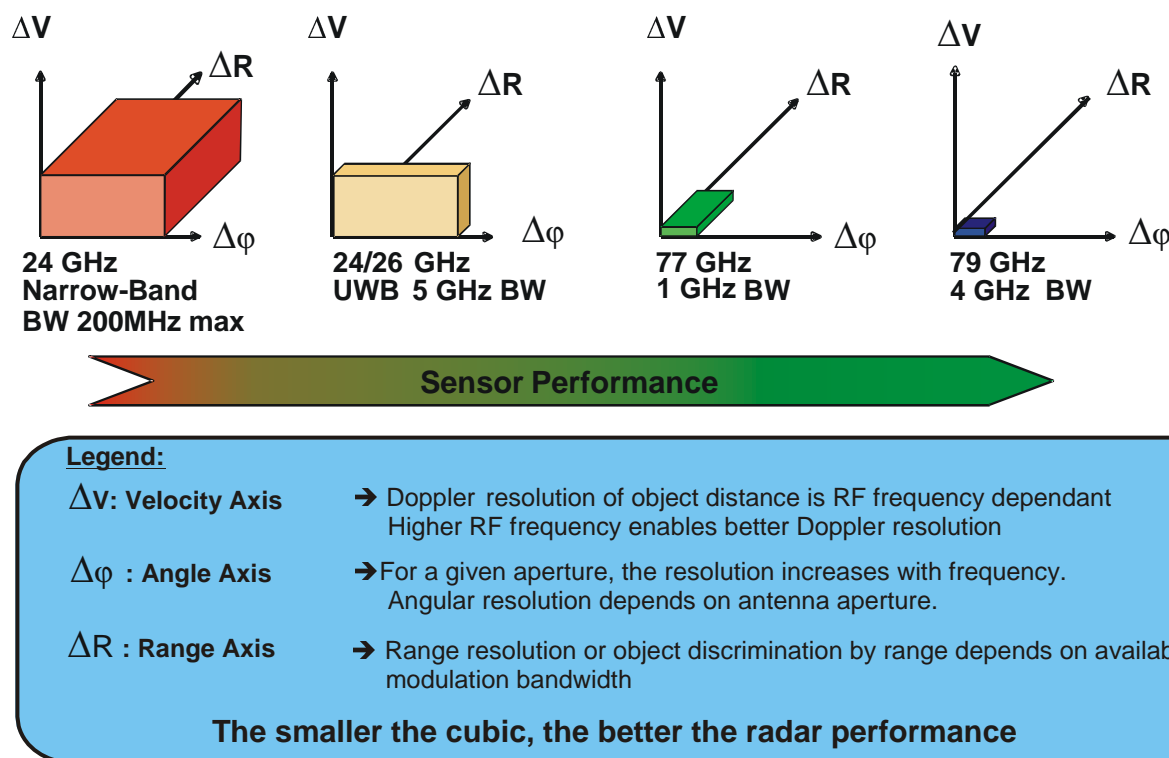 ΔV
ΔR
Δφ
24 GHz
Narrow-Band
BW 200MHz max
ΔV
ΔR
Δφ
24/26 GHz
UWB 5 GHz BW
ΔV
ΔR
Δφ
77 GHz
1 GHz BW
ΔV
ΔR
Δφ
79 GHz
4 GHz BW
Sensor Performance
Legend:
ΔV: Velocity Axis ➔ Doppler resolution of object distance is RF frequency dependant
Higher RF frequency enables better Doppler resolution
Δφ : Angle Axis ➔For a given aperture, the resolution increases with frequency.
Angular resolution depends on antenna aperture.
ΔR : Range Axis ➔ Range resolution or object discrimination by range depends on availab
modulation bandwidth
The smaller the cubic, the better the radar performance